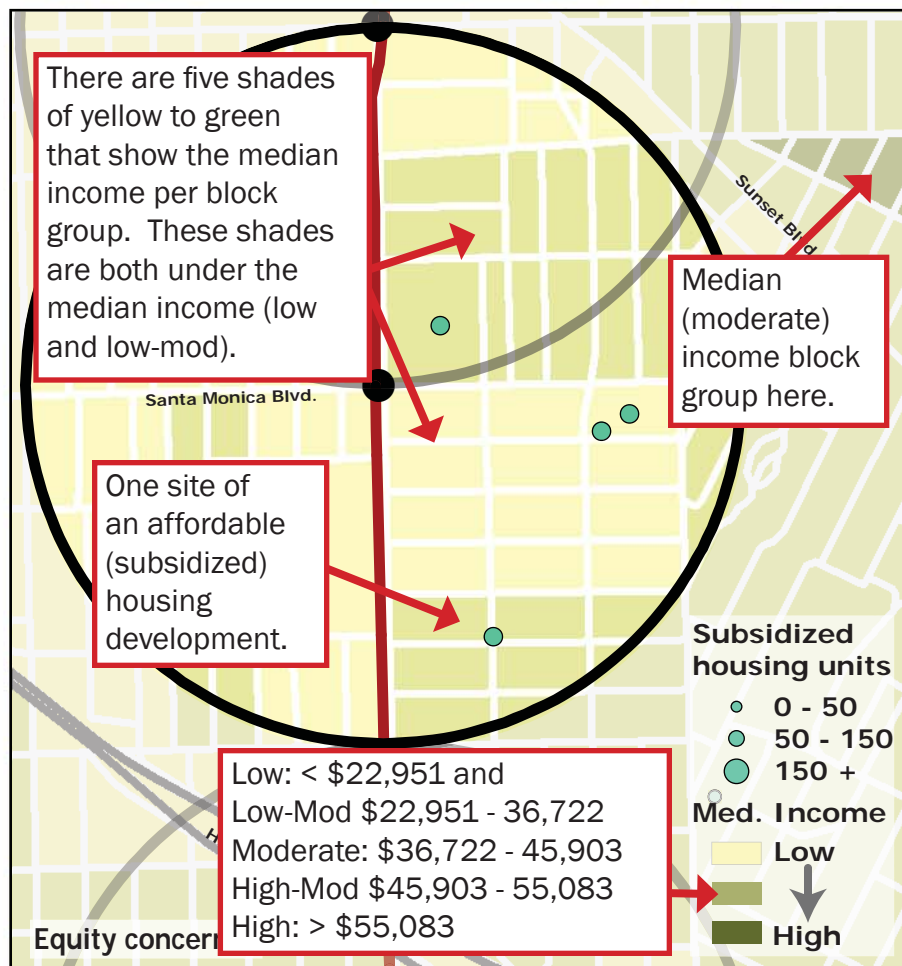 There are five shades
of yellow to green
that show the median
income per block
group. These shades
are both under the
median income (low
and low-mod).
Sunset Blvd
Median
(moderate)
income block
group here.
Santa Monica Blvd.
One site of
an affordable
(subsidized)
housing
development.
Subsidized
housing units
0 - 50
50 - 150
150 +
Med. Income
Low
High
Low: < $22,951 and
Low-Mod $22,951 - 36,722
Moderate: $36,722 - 45,903
High-Mod $45,903 - 55,083
High: > $55,083
Equity